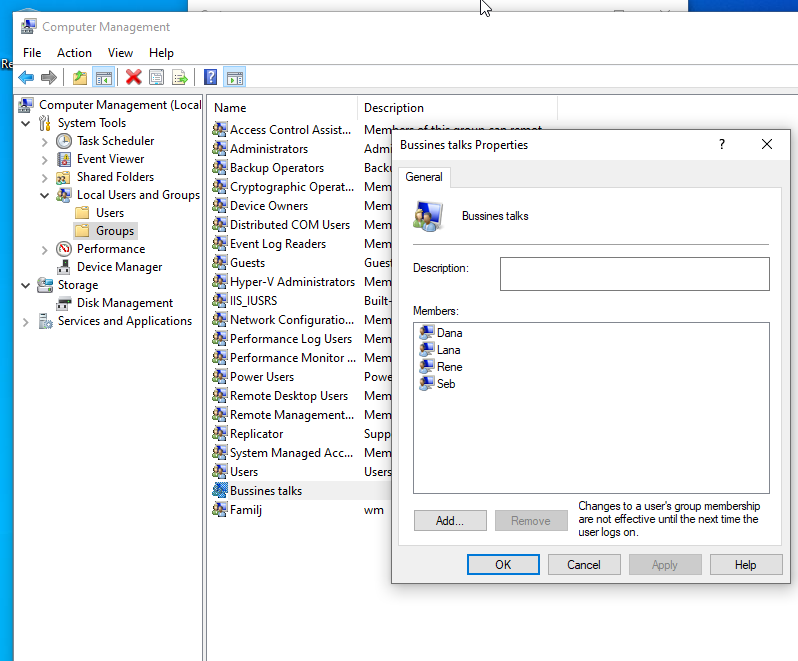 Re
Computer Management
File Action View Help
Computer Management (Local
System Tools
Task Scheduler
Event Viewer
Shared Folders
Local Users and Groups
Users
Groups
Performance
Device Manager
Storage
Disk Management
Services and Applications
Name Description
Access Control Assist... Members of this group can remot
Administrators Admi
Backup Operators Backu
Cryptographic Operat... Mem
Device Owners Mem
Distributed COM Users Mem
Event Log Readers Mem
Guests Guest
Hyper-V Administrators Mem
IIS_IUSRS Built-
Network Configuratio... Mem
Performance Log Users Mem
Performance Monitor ... Mem
Power Users Powe
Remote Desktop Users Mem
Remote Management... Mem
Replicator Supp
System Managed Acc... Mem
Users Users
Bussines talks
Familj wm
Bussines talks Properties
General
Bussines talks
Description:
Members:
Dana
Lana
Rene
Seb
Add... Remove
Changes to a user's group membership
are not effective until the next time the
user logs on.
OK Cancel Apply Help